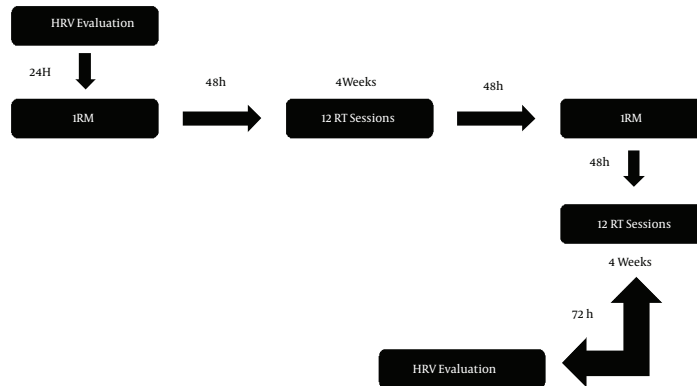 HRV Evaluation
24H
1RM
48h
4Weeks
12 RT Sessions
48h
1RM
48h
12 RT Sessions
4 Weeks
72 h
HRV Evaluation